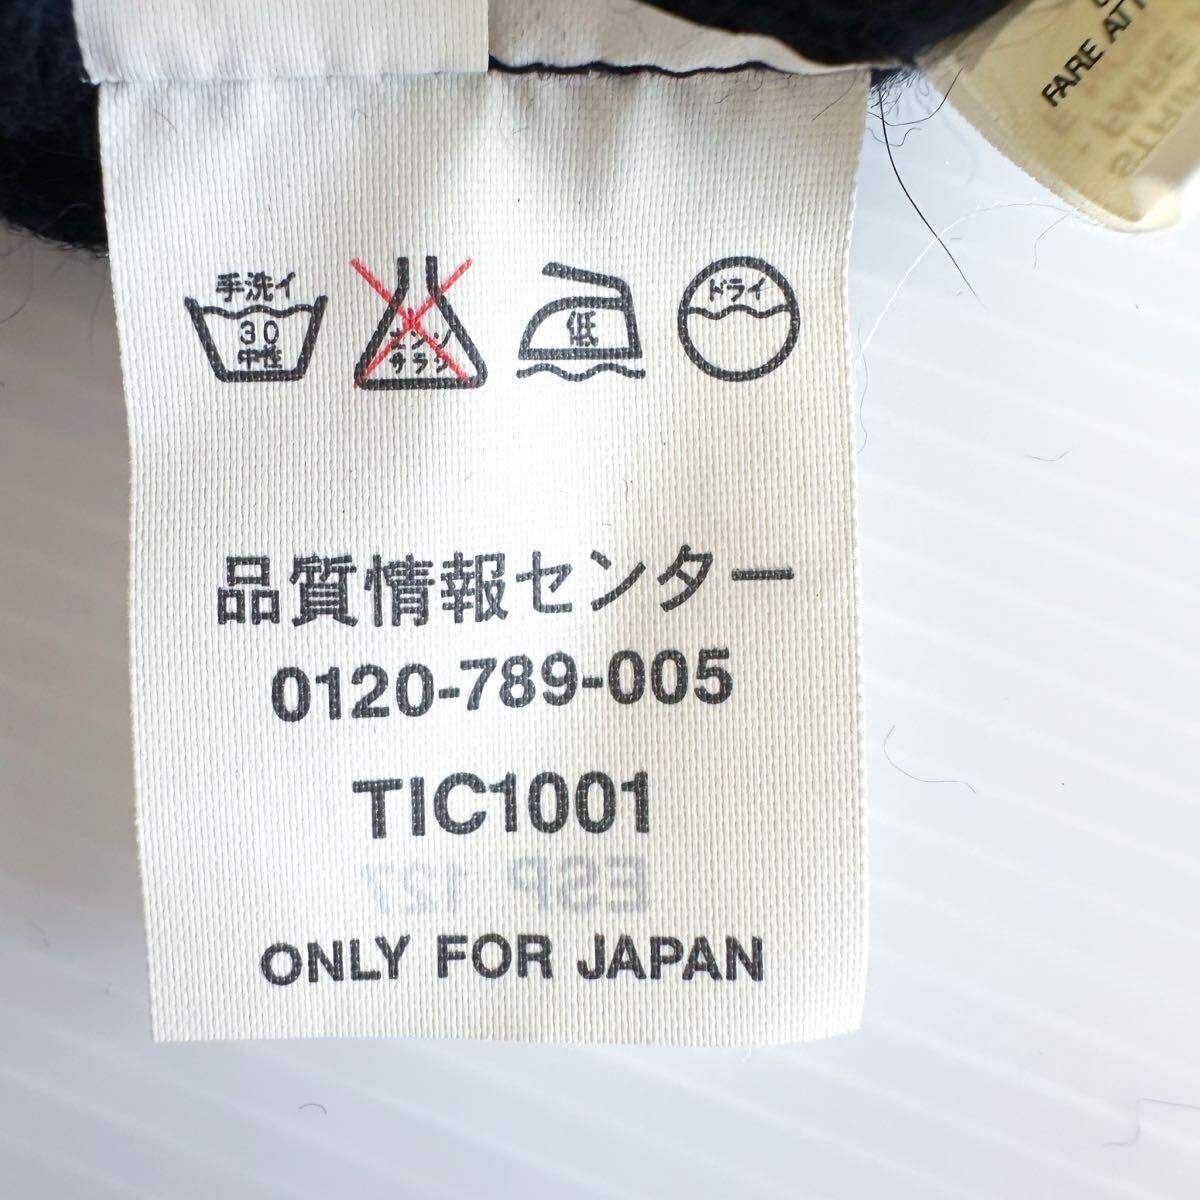 FARE ATT
手洗イ
30
中性
エンソ
サラシ
低
ドライ
品質情報センター
0120-789-005
TIC1001
ESP 127
ONLY FOR JAPAN